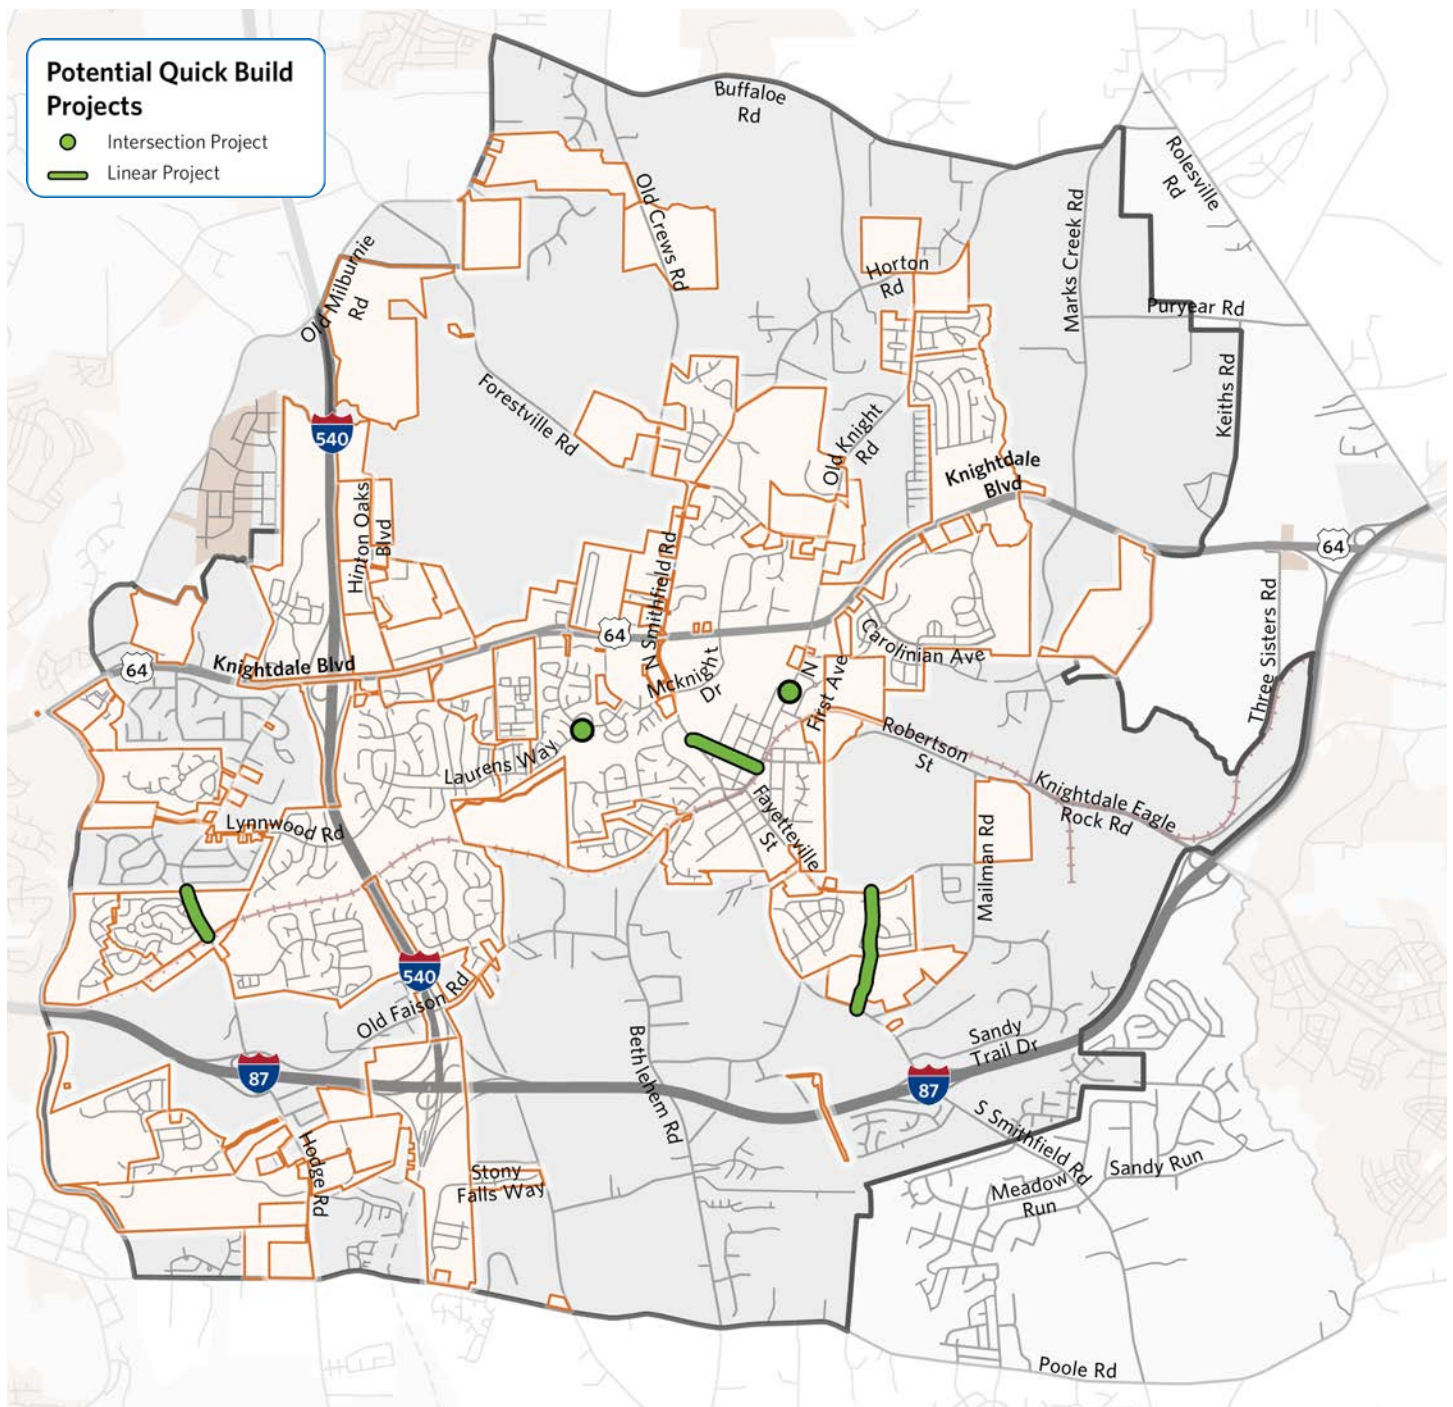 Potential Quick Build
Projects
Intersection Project
Linear Project
Buffaloe
Rd
Rolesville
Rd
Old Crews Rd
Marks Creek Rd
Old Milburnie
Rd
Horton
Rd
Puryear Rd
Keiths Rd
Forestville Rd
Old Knight
Rd
540
Knightdale
Blvd
Hinton Oaks
Blvd
64
N Smithfield Rd
64
Three Sisters Rd
Carolinian Ave
64
Knightdale Blvd
Mcknight
Dr
N
First Ave
Laurens Way
Robertson
St
Knightdale Eagle
Rock Rd
Fayetteville
St
Lynnwood Rd
Mailman Rd
540
Old Faison Rd
Sandy
Trail Dr
Bethlehem Rd
87
87
S Smithfield Rd
Hodge Rd
Stony
Falls Way
Sandy Run
Meadow
Run
Poole Rd